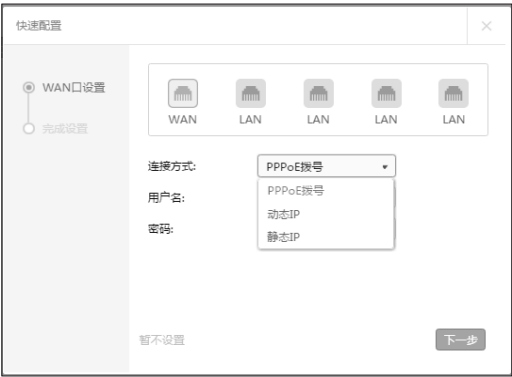 快速配置
WAN口设置
完成设置
WAN LAN LAN LAN LAN
连接方式: PPPoE拨号
用户名: PPPoE拨号
动态IP
密码: 静态IP
暂不设置 下一步